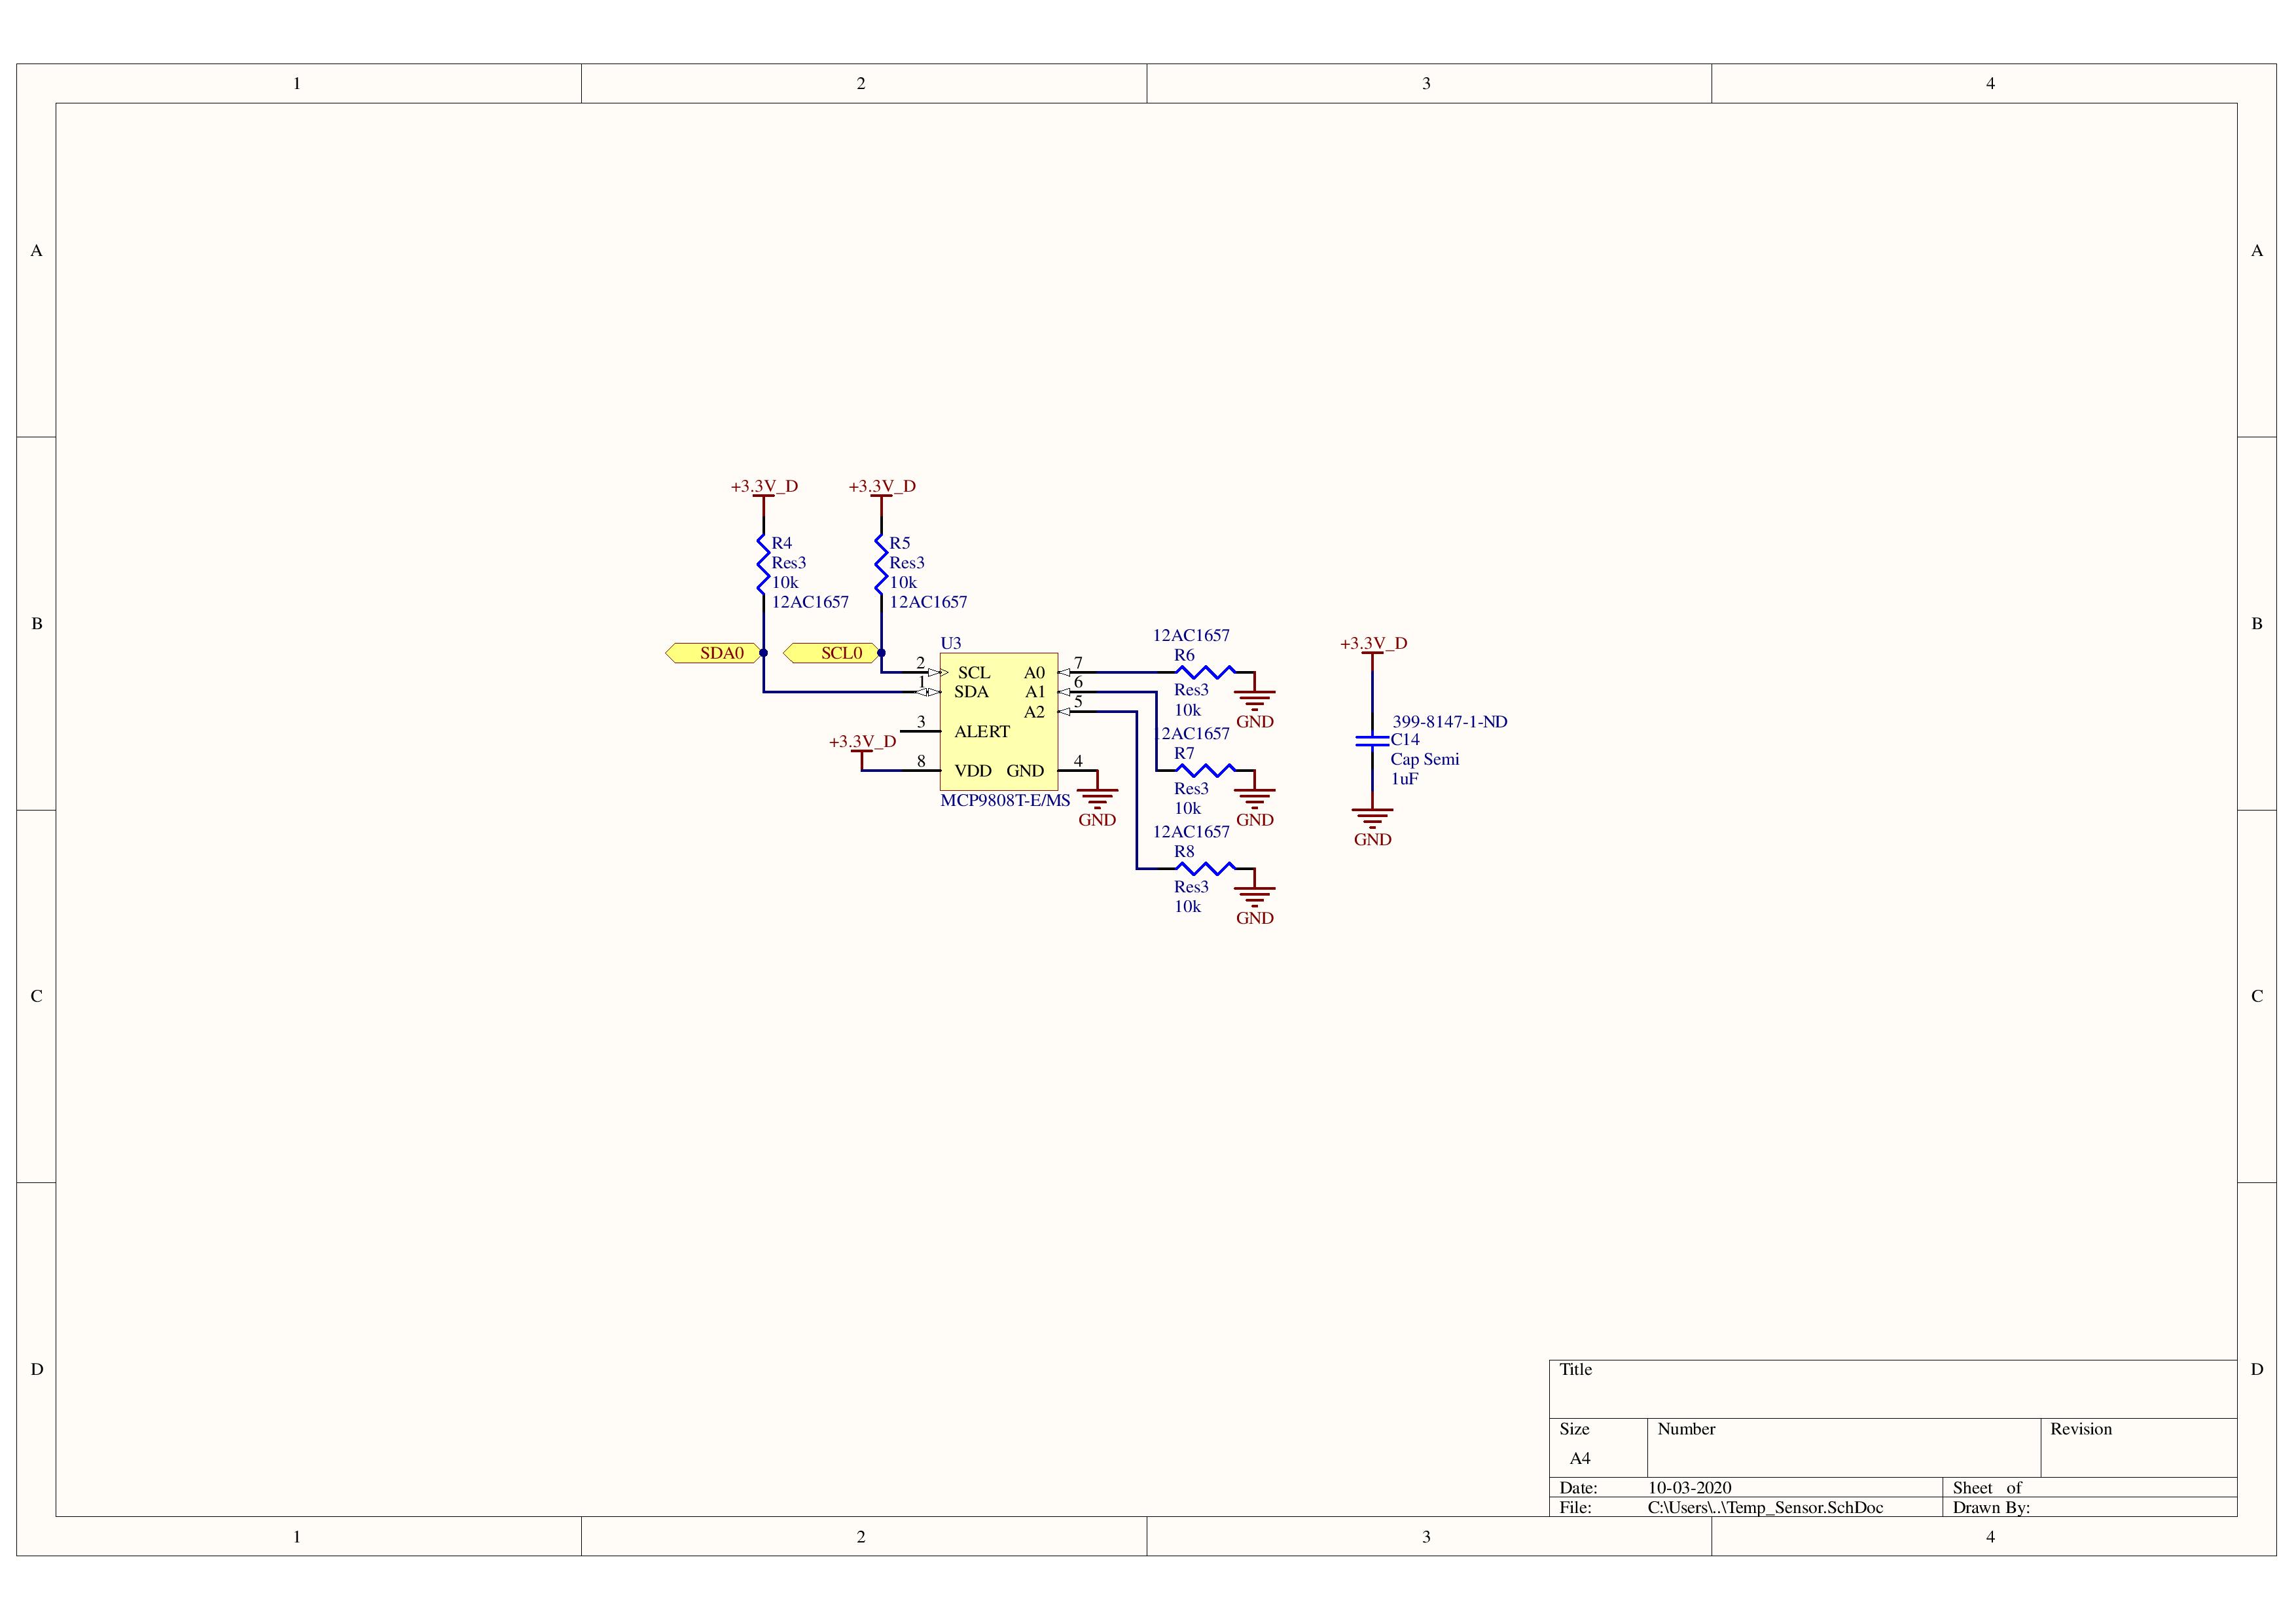 1 2 3 4
A A
B B
C C
D D
+3.3V_D +3.3V_D
R4
Res3
10k
12AC1657
R5
Res3
10k
12AC1657
SDA0 SCL0
U3
2 SCL
1 SDA
3 ALERT
+3.3V_D
8 VDD
A0 7
A1 6
A2 5
GND 4
MCP9808T-E/MS
GND
12AC1657
R6
Res3
10k
GND
12AC1657
R7
Res3
10k
GND
12AC1657
R8
Res3
10k
GND
+3.3V_D
399-8147-1-ND
C14
Cap Semi
1uF
GND
Title
Size Number Revision
A4
Date: 10-03-2020 Sheet of
File: C:\Users\..\Temp_Sensor.SchDoc Drawn By:
1 2 3 4